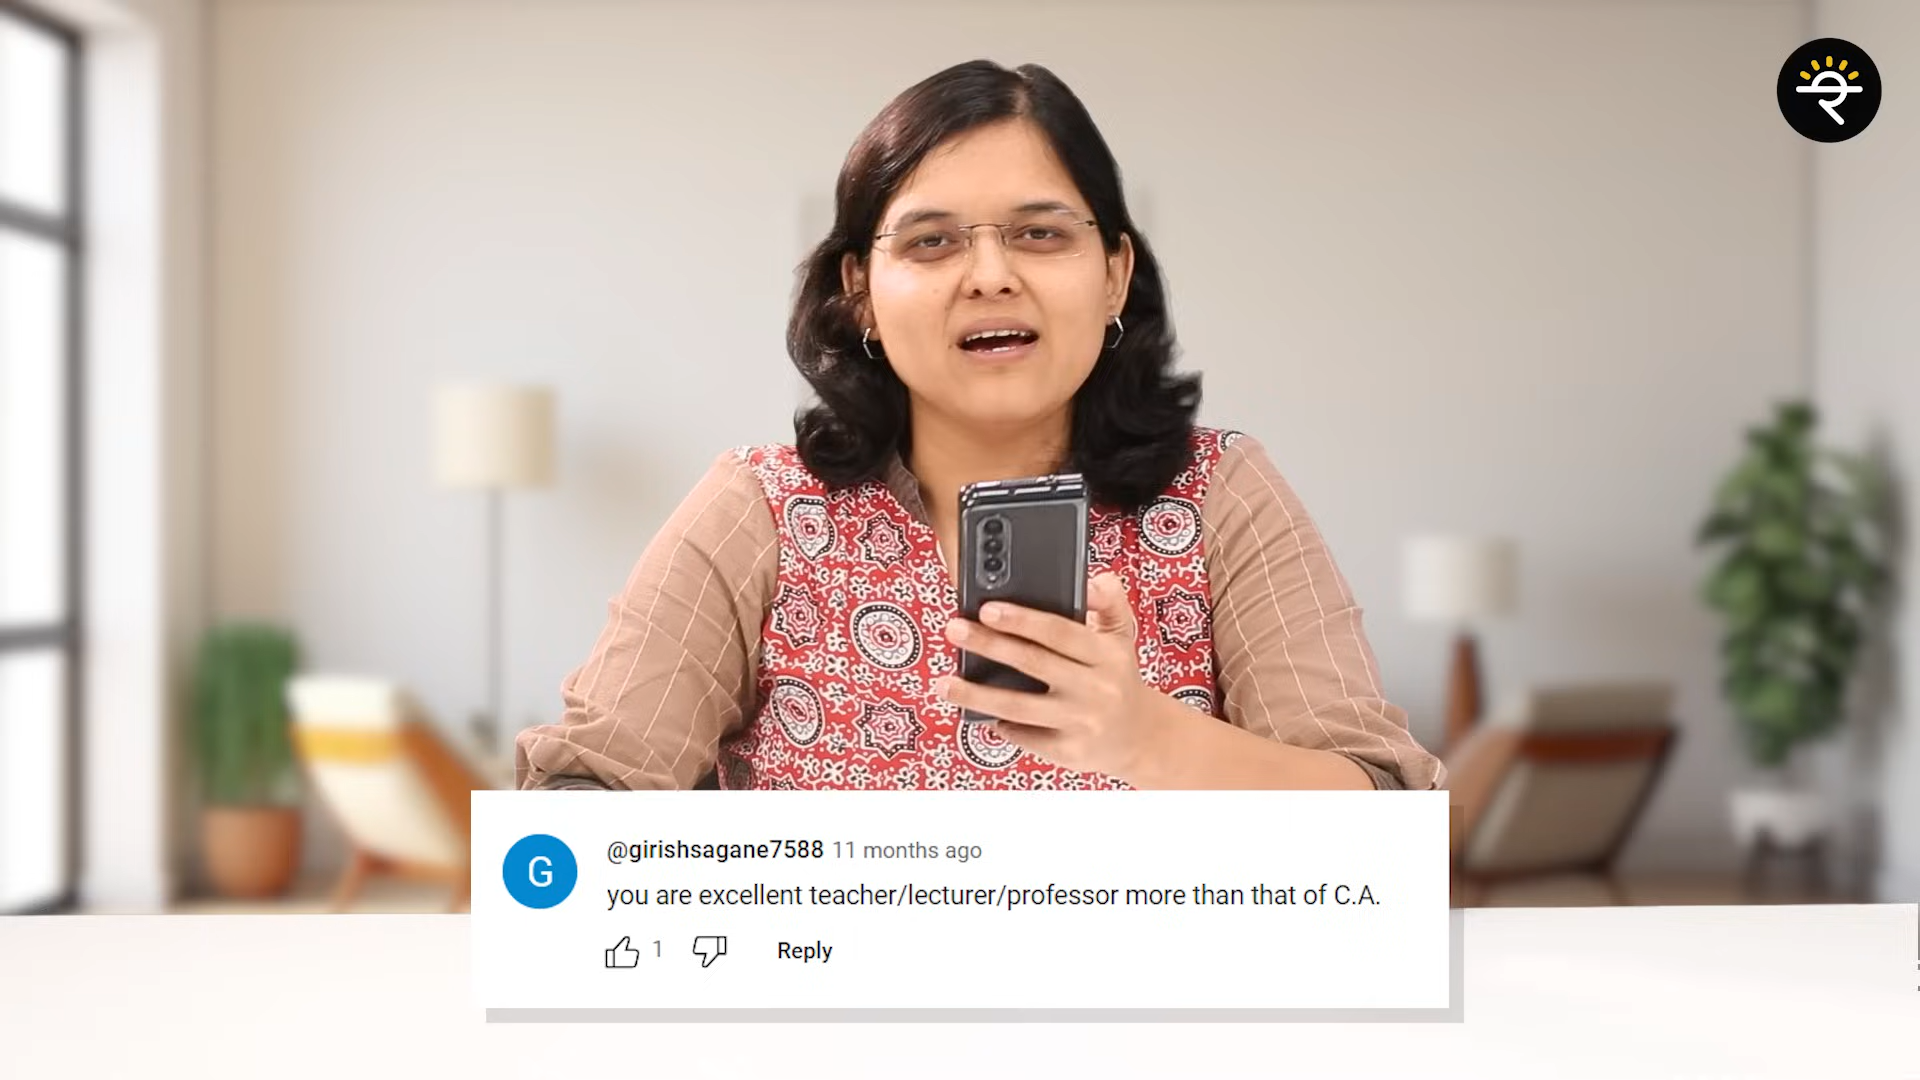 @girishsagane7588 11 months ago
you are excellent teacher/lecturer/professor more than that of C.A.
1 Reply
G